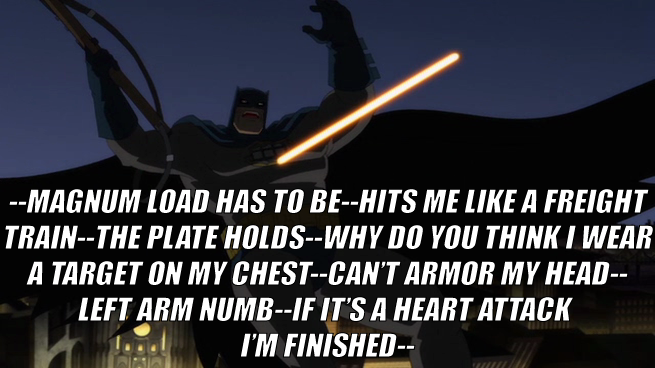 --MAGNUM LOAD HAS TO BE--HITS ME LIKE A FREIGHT
TRAIN--THE PLATE HOLDS--WHY DO YOU THINK I WEAR
A TARGET ON MY CHEST--CAN'T ARMOR MY HEAD--
LEFT ARM NUMB--IF IT'S A HEART ATTACK
I'M FINISHED--